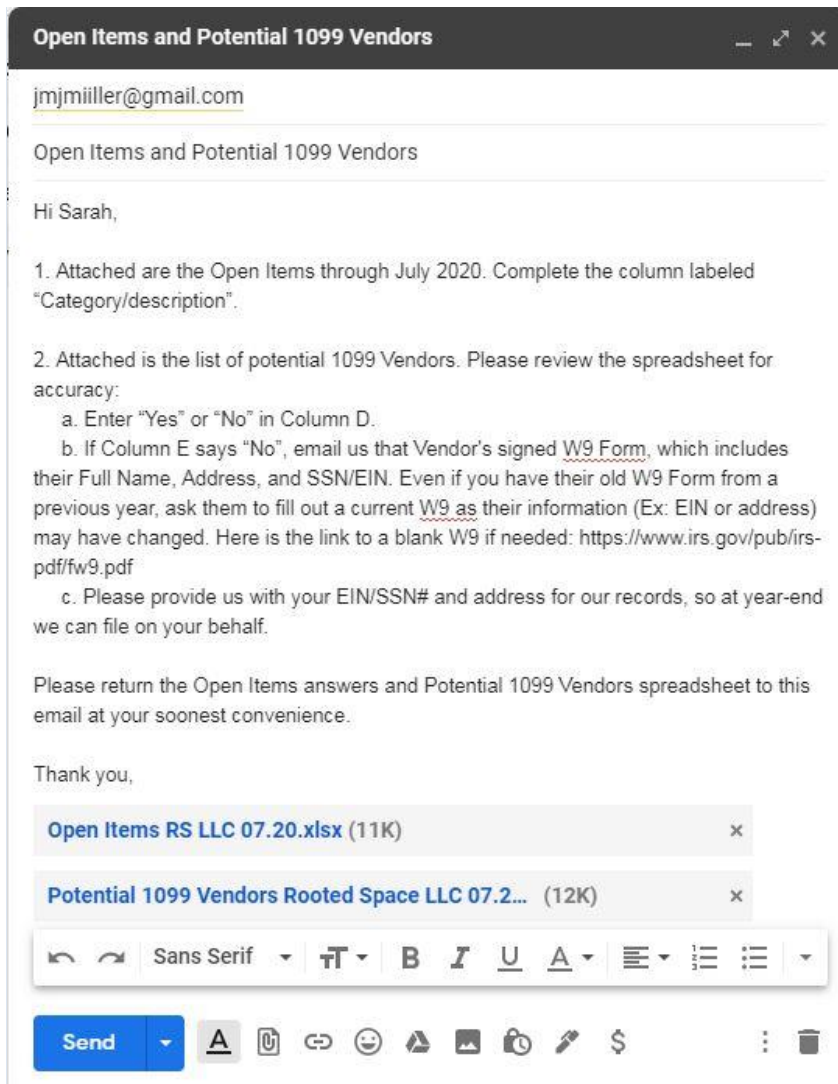 Open Items and Potential 1099 Vendors
jmjmiiller@gmail.com
Open Items and Potential 1099 Vendors
Hi Sarah,
1. Attached are the Open Items through July 2020. Complete the column labeled
“Category/description”.
2. Attached is the list of potential 1099 Vendors. Please review the spreadsheet for
accuracy:
a. Enter “Yes” or “No” in Column D.
b. If Column E says “No”, email us that Vendor's signed W9 Form, which includes
their Full Name, Address, and SSN/EIN. Even if you have their old W9 Form from a
previous year, ask them to fill out a current W9 as their information (Ex: EIN or address)
may have changed. Here is the link to a blank W9 if needed: https://www.irs.gov/pub/irs-
pdf/fw9.pdf
c. Please provide us with your EIN/SSN# and address for our records, so at year-end
we can file on your behalf.
Please return the Open Items answers and Potential 1099 Vendors spreadsheet to this
email at your soonest convenience.
Thank you,
Open Items RS LLC 07.20.xlsx (11K)
Potential 1099 Vendors Rooted Space LLC 07.2... (12K)
Sans Serif
Send